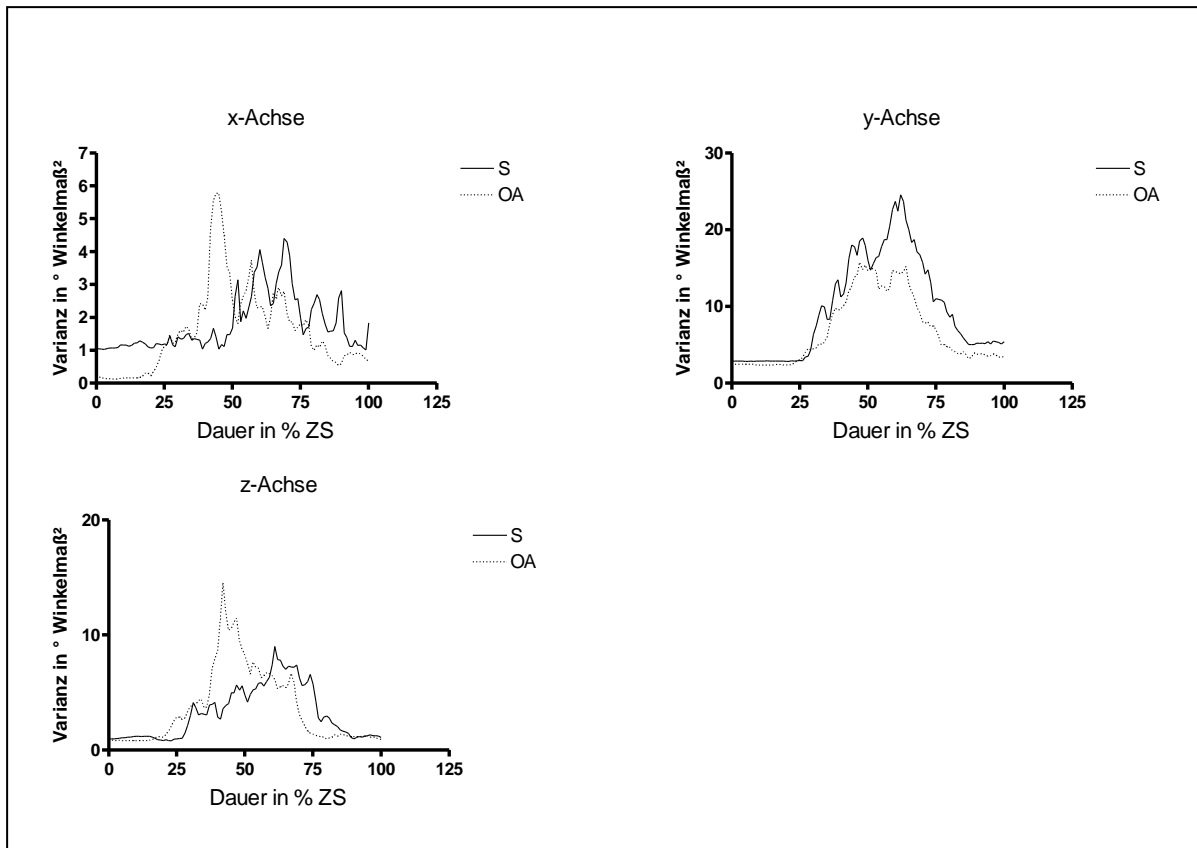 x-Achse
Varianz in ° Winkelmaß²
7
6
5
4
3
2
1
0
0 25 50 75 100 125
Dauer in % ZS
S
OA
y-Achse
Varianz in ° Winkelmaß²
30
20
10
0
0 25 50 75 100 125
Dauer in % ZS
S
OA
z-Achse
Varianz in ° Winkelmaß²
20
10
0
0 25 50 75 100 125
Dauer in % ZS
S
OA